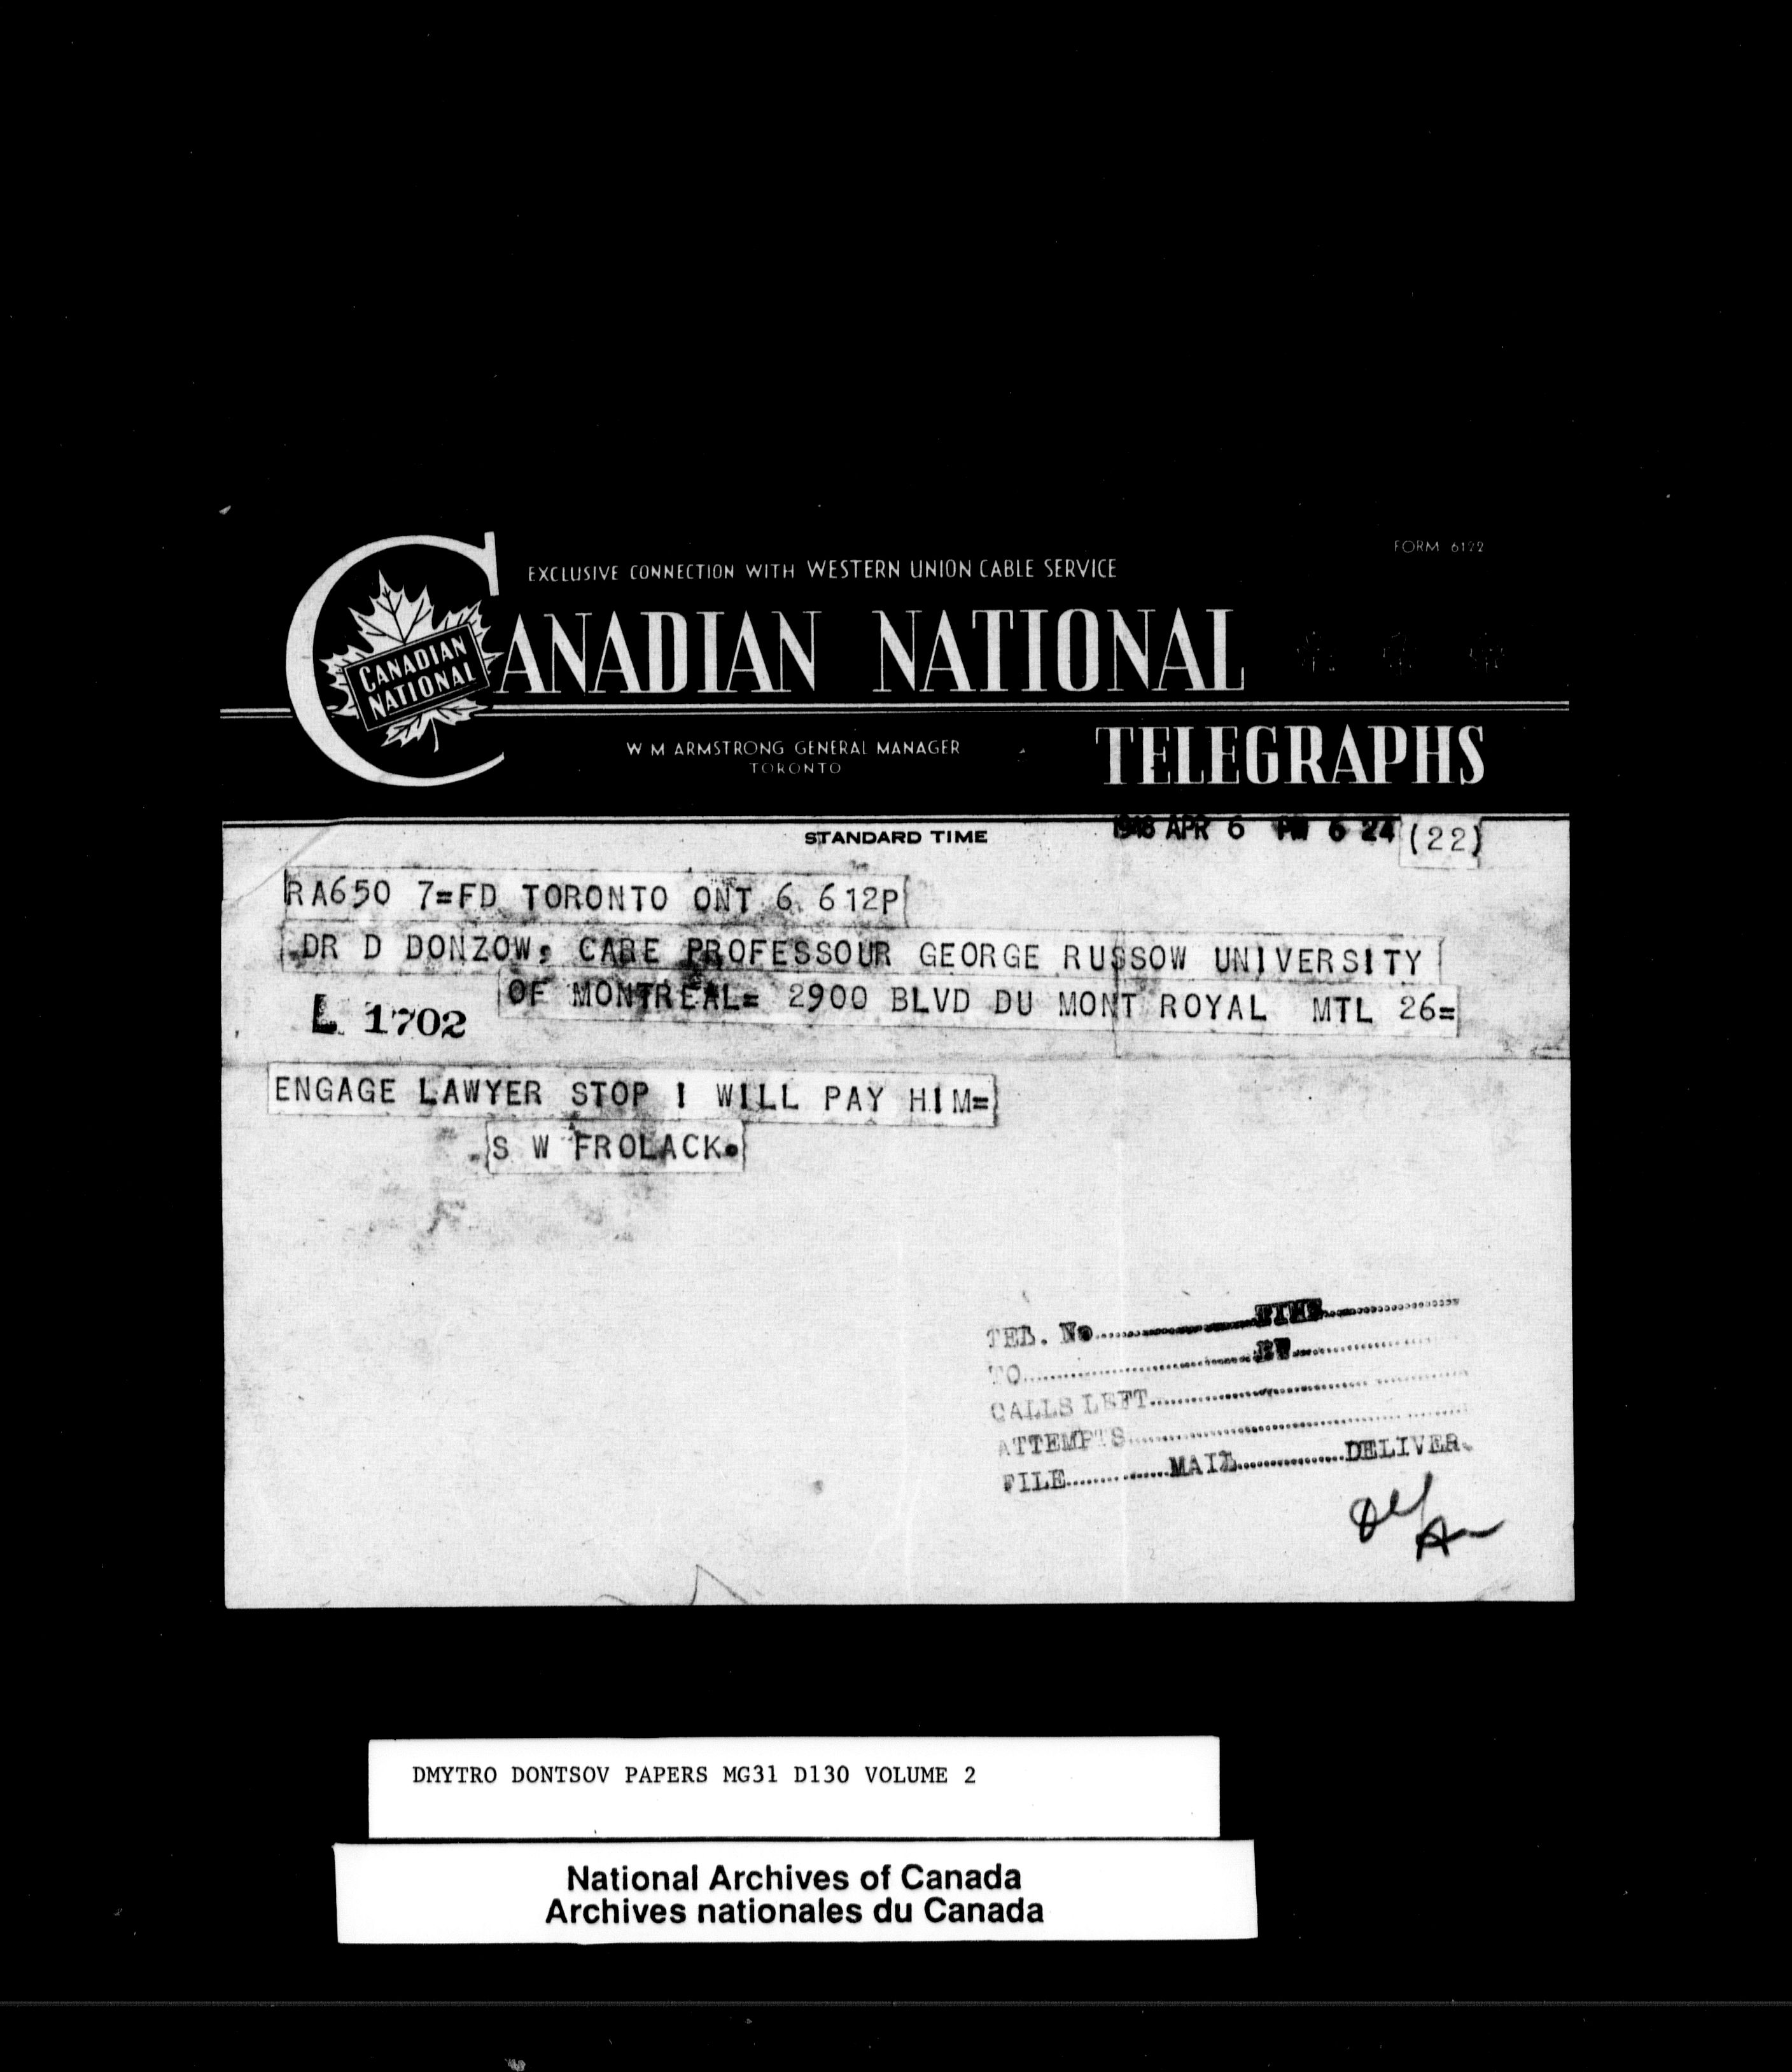 FORM 6122
EXCLUSIVE CONNECTION WITH WESTERN UNION CABLE SERVICE
CANADIAN NATIONAL
CANADIAN
NATIONAL
TELEGRAPHS
W M ARMSTRONG GENERAL MANAGER
TORONTO
STANDARD TIME
APR 6 PM 6 24 (22)
RA650 7=FD TORONTO ONT 6 612P
DR D DONZOW, CARE PROFESSOUR GEORGE RUSSOW UNIVERSITY
OF MONTREAL= 2900 BLVD DU MONT ROYAL MTL 26=
L 1702
ENGAGE LAWYER STOP I WILL PAY HIM=
S W FROLACK.
TEL. No TIME
TO BY
CALLS LEFT
ATTEMPTS
FILE MAIL DELIVER
DMYTRO DONTSOV PAPERS MG31 D130 VOLUME 2
National Archives of Canada
Archives nationales du Canada